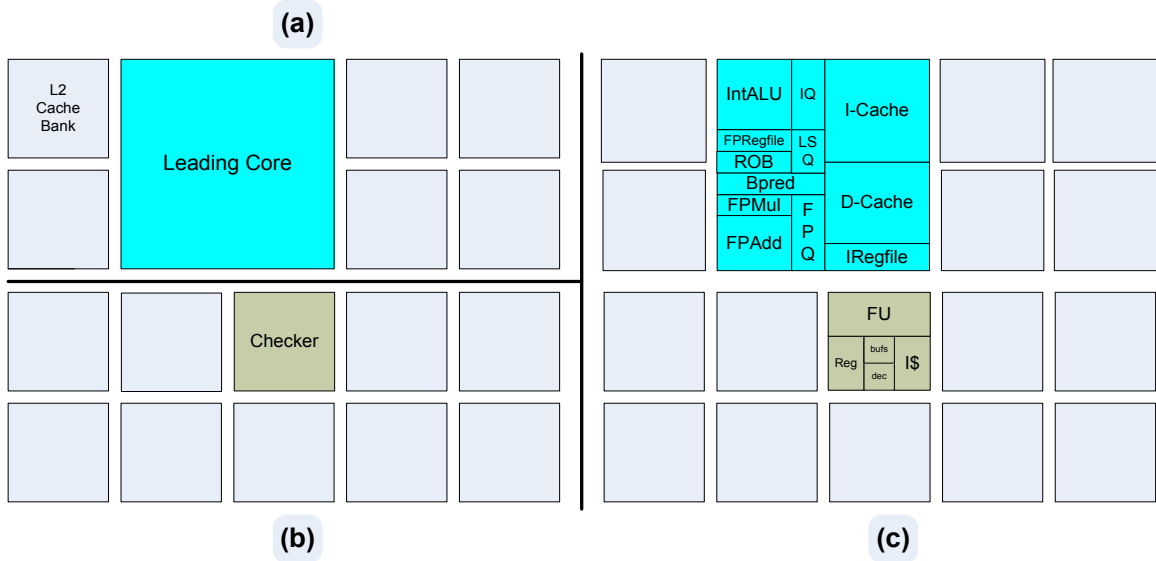 (a)
L2
Cache
Bank
Leading Core
IntALU
IQ
I-Cache
FPRegfile
LS
Q
ROB
Bpred
D-Cache
FPMul
F
P
Q
FPAdd
IRegfile
Checker
FU
Reg
bufs
dec
I$
(b)
(c)